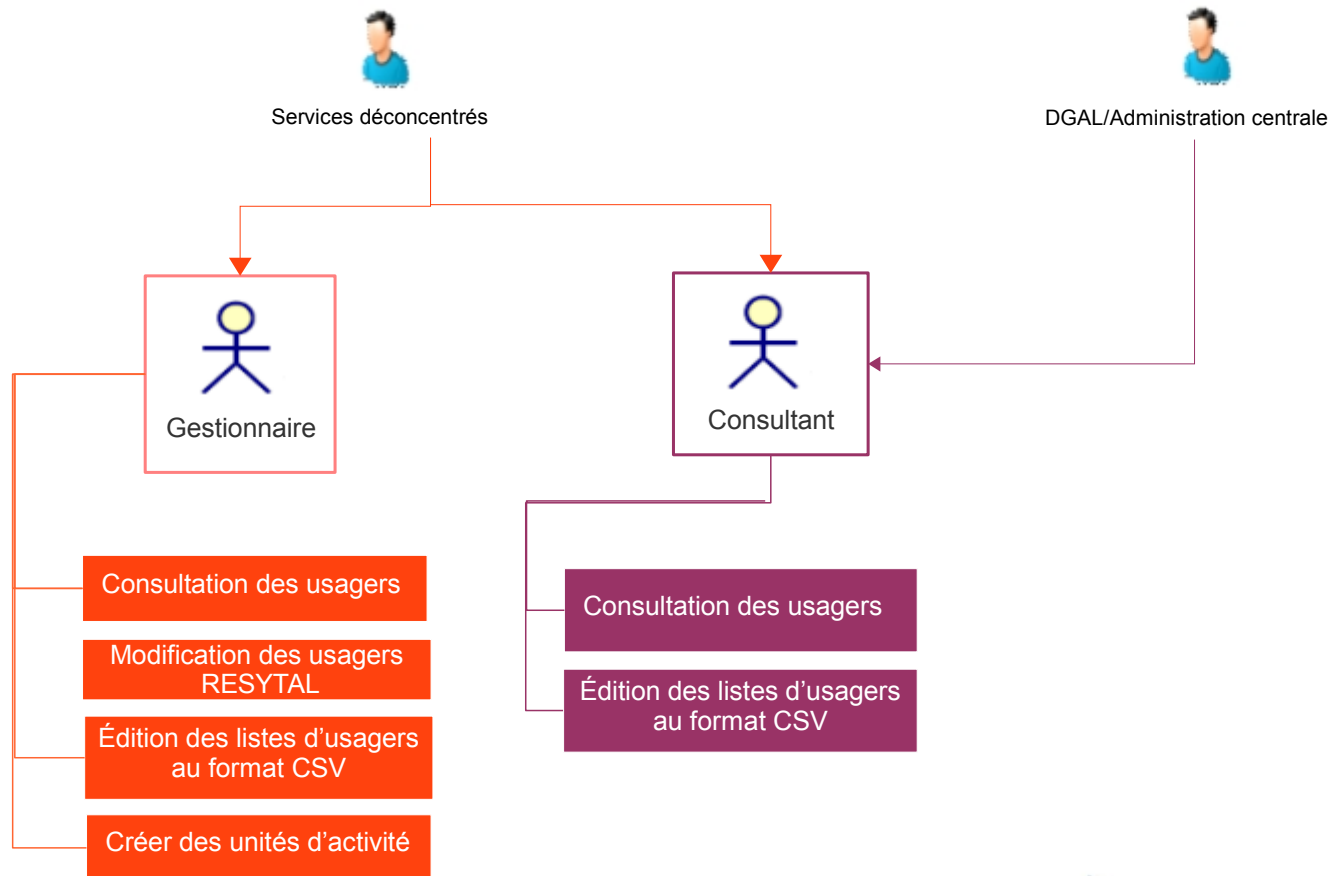 Services déconcentrés
DGAL/Administration centrale
Gestionnaire
Consultant
Consultation des usagers
Modification des usagers
RESYTAL
Édition des listes d'usagers
au format CSV
Créer des unités d'activité
Consultation des usagers
Édition des listes d'usagers
au format CSV